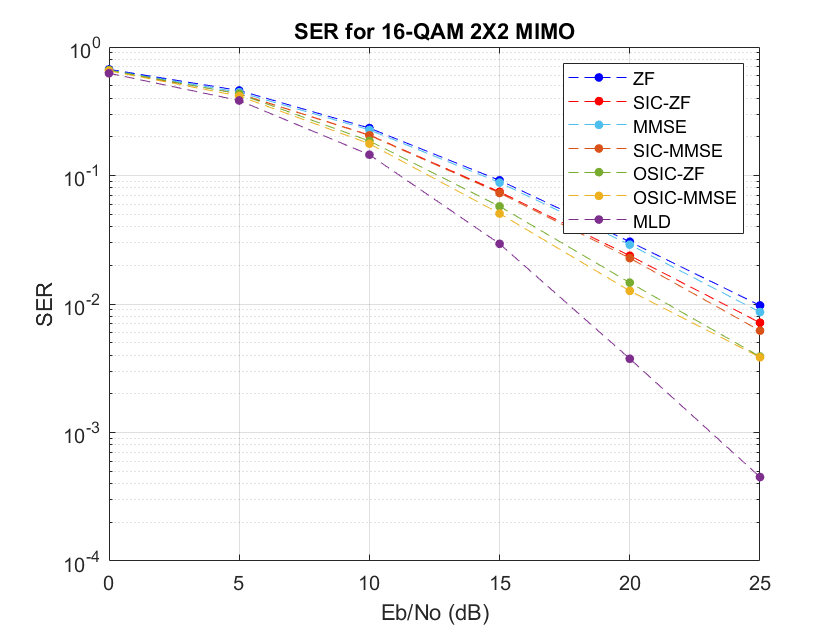 SER for 16-QAM 2X2 MIMO
10^0
10^-1
10^-2
10^-3
10^-4
SER
ZF
SIC-ZF
MMSE
SIC-MMSE
OSIC-ZF
OSIC-MMSE
MLD
0 5 10 15 20 25
Eb/No (dB)